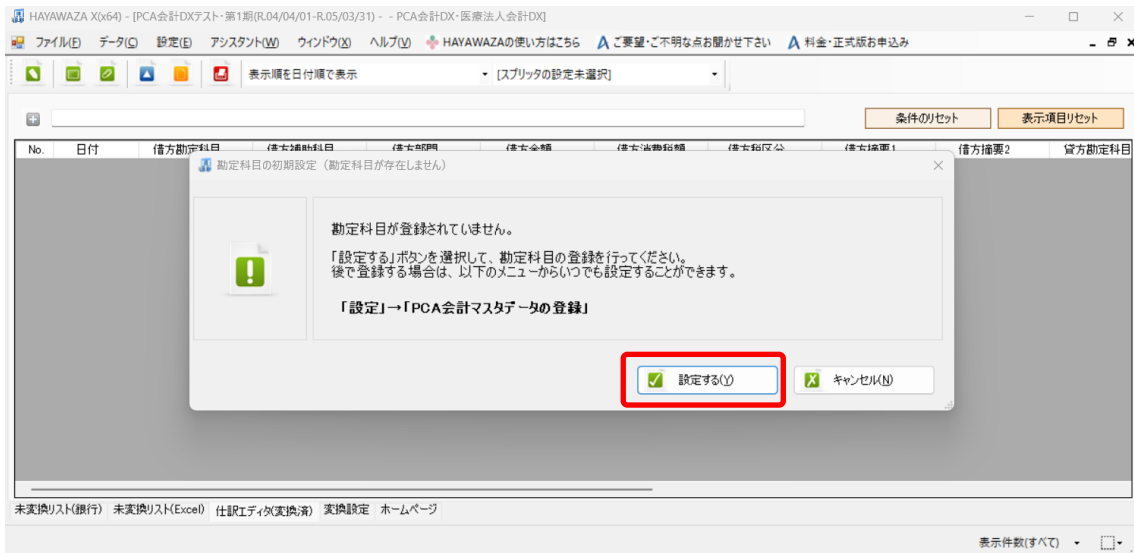 HAYAWAZA X(x64) - [PCA会計DXテスト・第1期(R.04/04/01-R.05/03/31) - - PCA会計DX・医療法人会計DX]
ファイル(F) データ(C) 設定(E) アシスタント(W) ウィンドウ(X) ヘルプ(V) HAYAWAZAの使い方はこちら ご要望・ご不明な点お聞かせ下さい 料金・正式版お申込み
表示順を日付順で表示 [スプリッタの設定未選択]
条件のリセット 表示項目リセット
No. 日付 借方勘定科目 借方補助科目 借方部門 借方金額 借方消費税額 借方税区分 借方摘要1 借方摘要2 貸方勘定科目
勘定科目の初期設定（勘定科目が存在しません）
勘定科目が登録されていません。
「設定する」ボタンを選択して、勘定科目の登録を行ってください。
後で登録する場合は、以下のメニューからいつでも設定することができます。
「設定」→「PCA会計マスタデータの登録」
設定する(Y) キャンセル(N)
未変換リスト(銀行) 未変換リスト(Excel) 仕訳エディタ(変換済) 変換設定 ホームページ
表示件数(すべて)